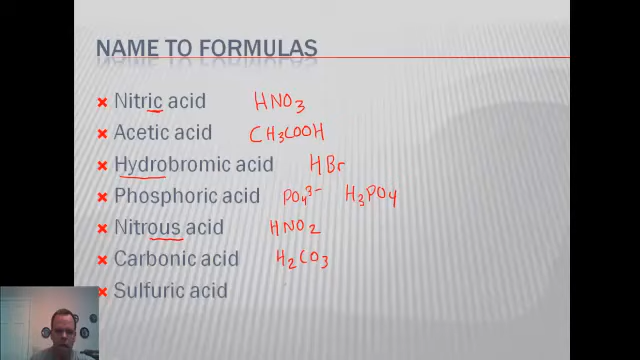 NAME TO FORMULAS
Nitric acid HNO3
Acetic acid CH3COOH
Hydrobromic acid HBr
Phosphoric acid PO4 3- H3PO4
Nitrous acid HNO2
Carbonic acid H2CO3
Sulfuric acid